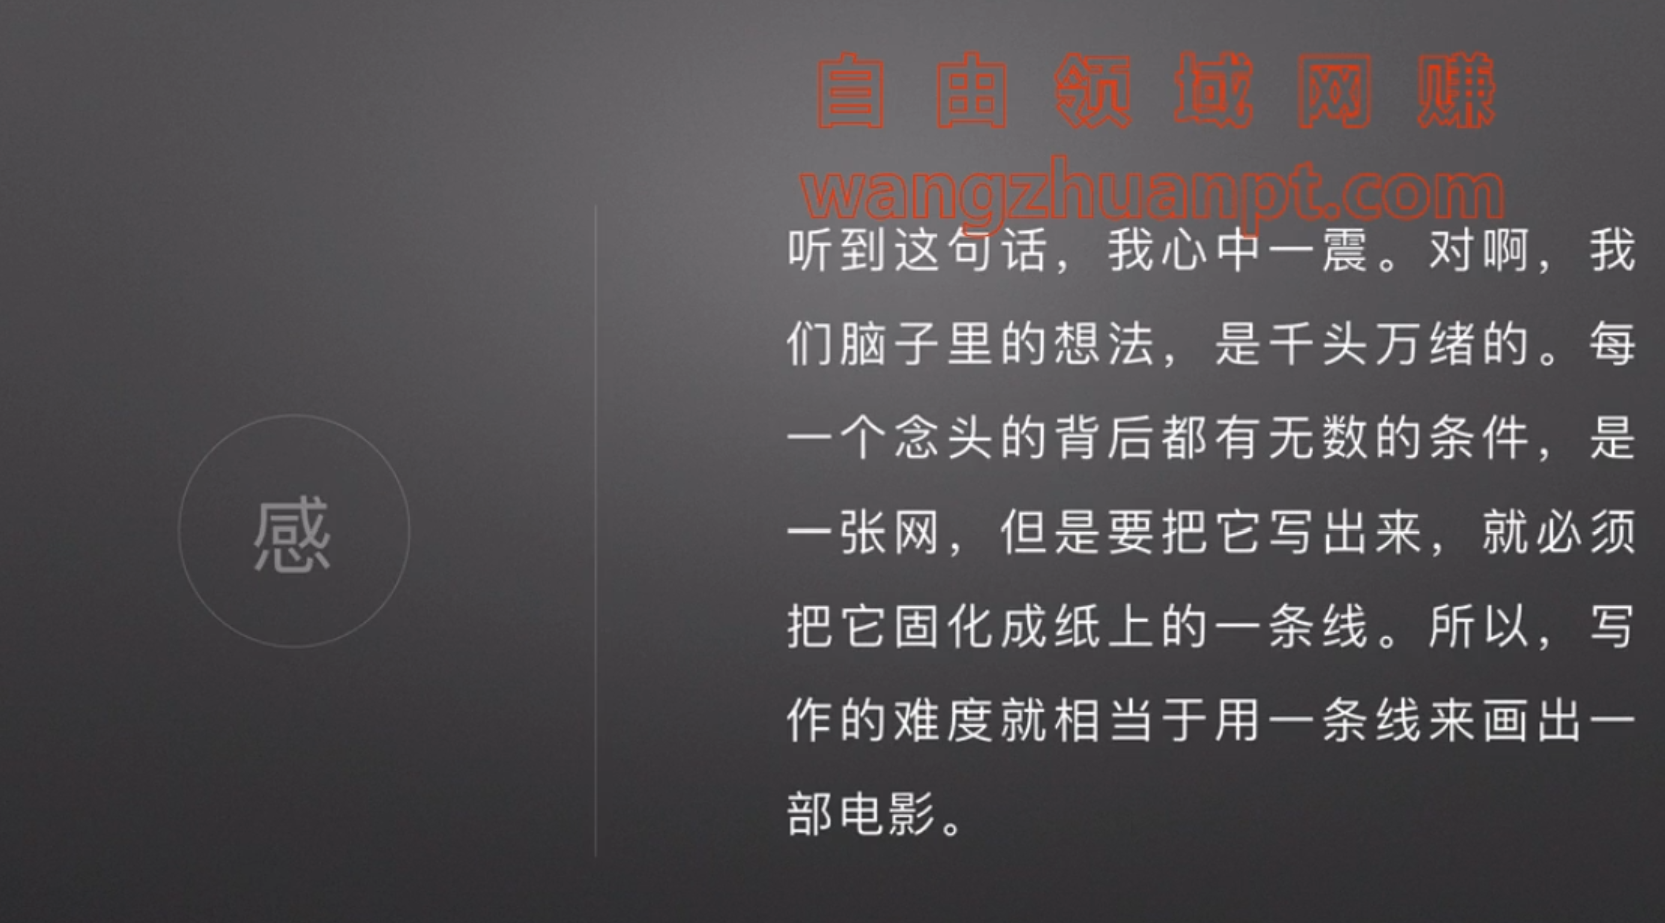 自由领域网赚
wangzhuanpt.com
听到这句话，我心中一震。对啊，我
们脑子里的想法，是千头万绪的。每
一个念头的背后都有无数的条件，是
一张网，但是要把它写出来，就必须
把它固化成纸上的一条线。所以，写
作的难度就相当于用一条线来画出一
部电影。
感